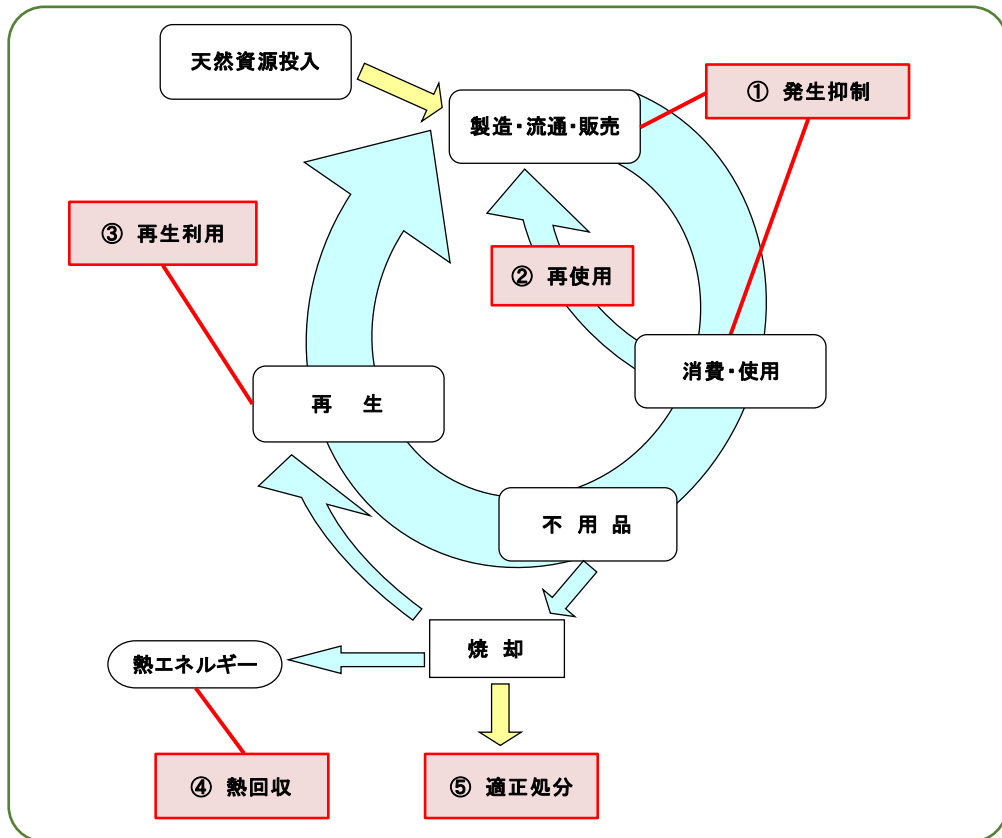 天然資源投入
① 発生抑制
製造・流通・販売
③ 再生利用
② 再使用
消費・使用
再 生
不 用 品
焼 却
熱エネルギー
④ 熱回収
⑤ 適正処分